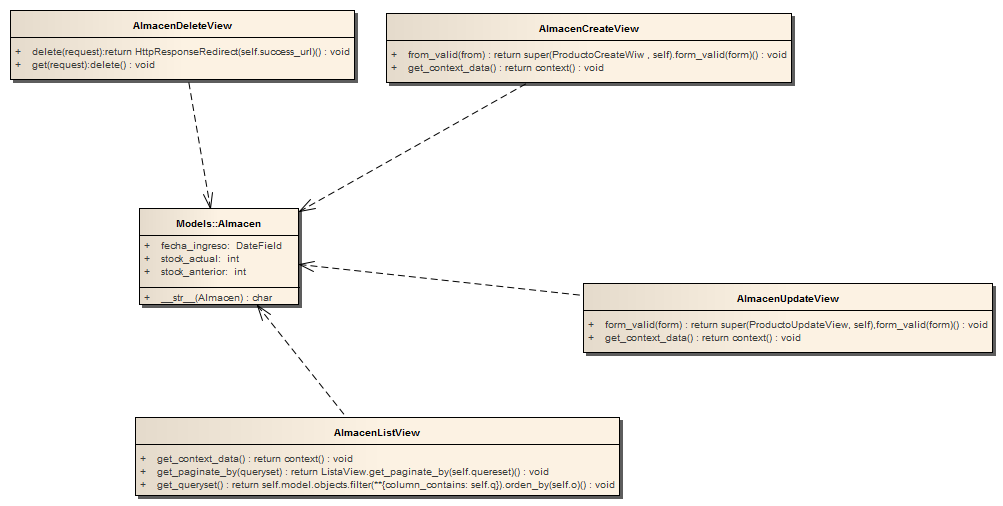 AlmacenDeleteView
+ delete(request):return HttpResponseRedirect(self.success_url)() : void
+ get(request):delete() : void
AlmacenCreateView
+ from_valid(from) : return super(ProductoCreateWiw , self).form_valid(form)() : void
+ get_context_data() : return context() : void
Models::Almacen
+ fecha_ingreso: DateField
+ stock_actual: int
+ stock_anterior: int
+ __str__(Almacen) : char
AlmacenUpdateView
+ form_valid(form) : return super(ProductoUpdateView, self),form_valid(form)() : void
+ get_context_data() : return context() : void
AlmacenListView
+ get_context_data() : return context() : void
+ get_paginate_by(queryset) : return ListaView.get_paginate_by(self.quereset)() : void
+ get_queryset() : return self.model.objects.filter(**{column_contains: self.q}).orden_by(self.o)() : void